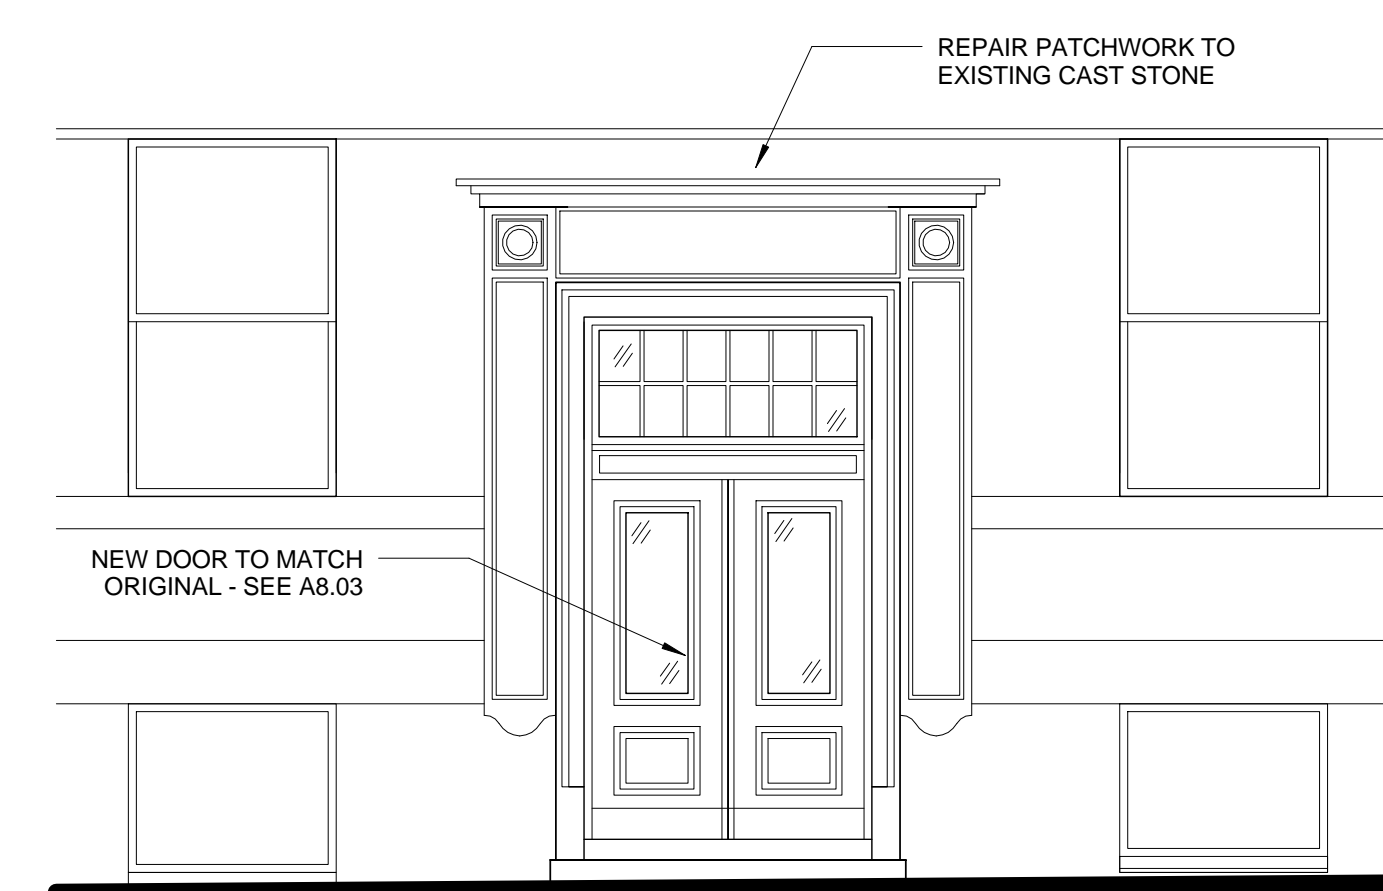 REPAIR PATCHWORK TO
EXISTING CAST STONE
NEW DOOR TO MATCH
ORIGINAL - SEE A8.03